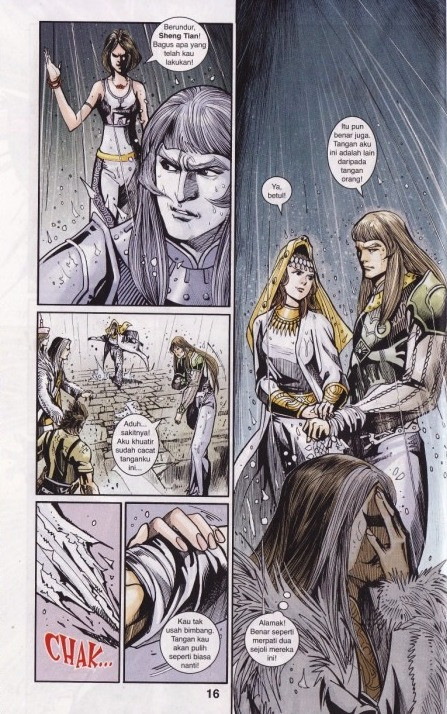 Berundur,
Sheng Tian!
Bagus apa yang
telah kau
lakukan!
Aduh...
sakitnya!
Aku khuatir
sudah cacat
tanganku
ini...
CHAK...
Kau tak
usah bimbang.
Tangan kau
akan pulih
seperti biasa
nanti!
Itu pun
benar juga.
Tangan aku
ini adalah lain
daripada
tangan
orang!
Ya,
betul!
Alamak!
Benar seperti
merpati dua
sejoli mereka
ini!
16